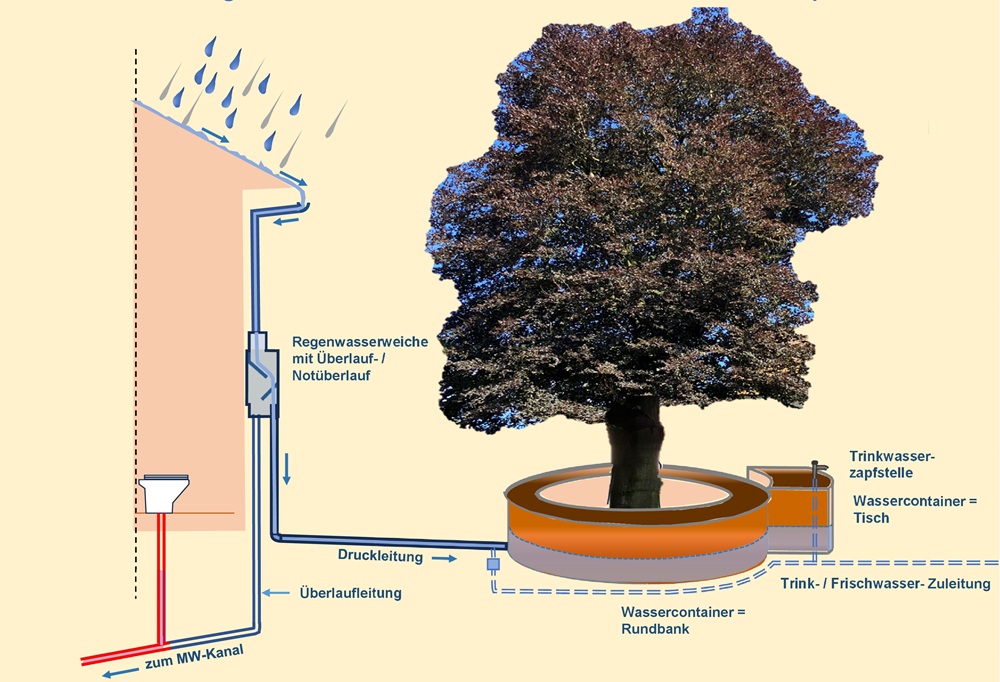 Regenwasserweiche
mit Überlauf- /
Notüberlauf
Trinkwasser-
zapfstelle
Wassercontainer =
Tisch
Druckleitung
Trink- / Frischwasser- Zuleitung
Überlaufleitung
Wassercontainer =
Rundbank
zum MW-Kanal